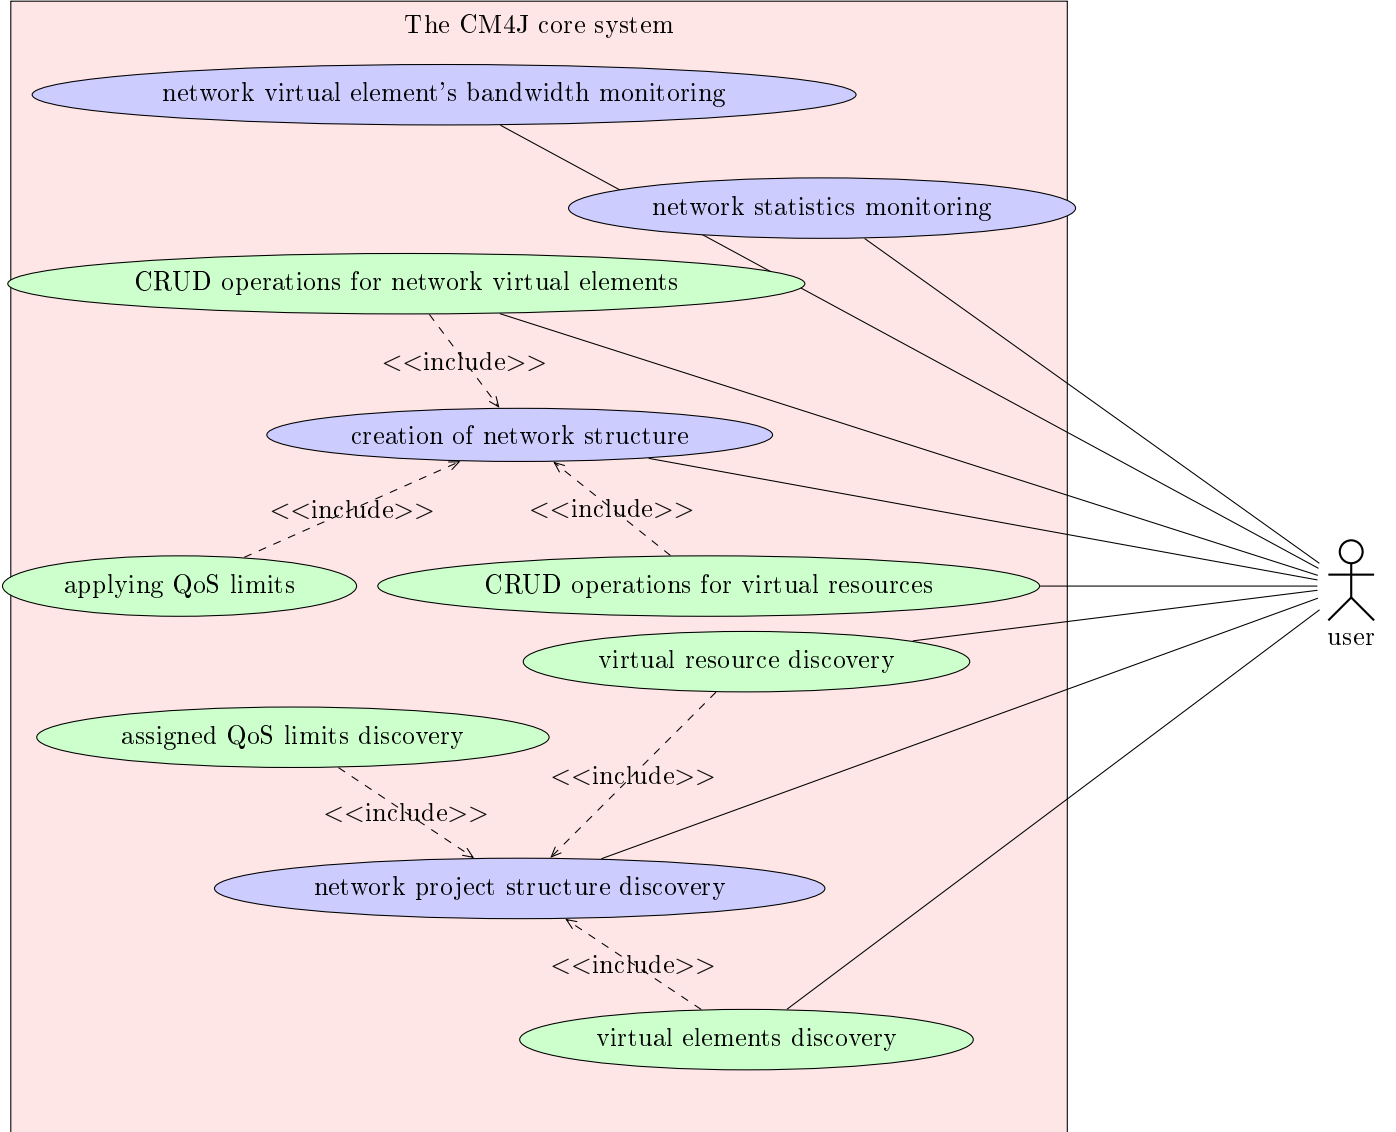 The CM4J core system
network virtual element's bandwidth monitoring
network statistics monitoring
CRUD operations for network virtual elements
<<include>>
creation of network structure
<<include>>
<<include>>
applying QoS limits
CRUD operations for virtual resources
user
virtual resource discovery
assigned QoS limits discovery
<<include>>
<<include>>
network project structure discovery
<<include>>
virtual elements discovery